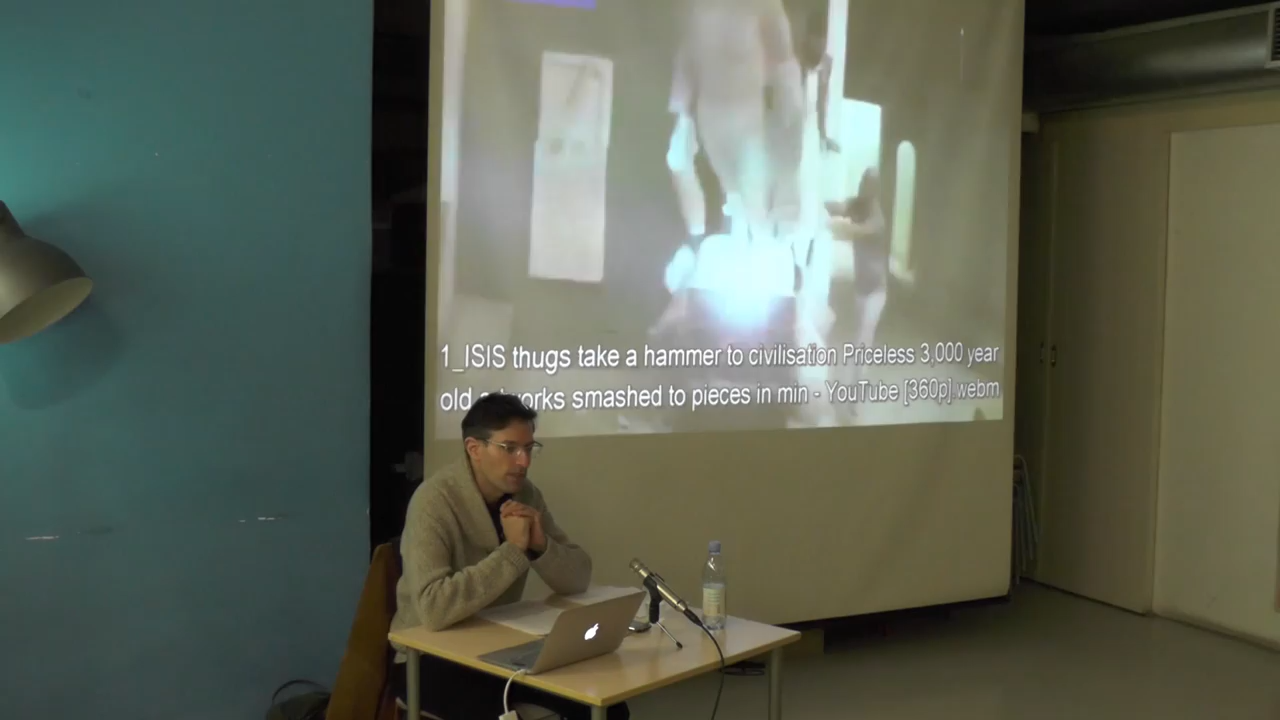 1_ISIS thugs take a hammer to civilisation Priceless 3,000 year
old works smashed to pieces in min - YouTube [360p].webm